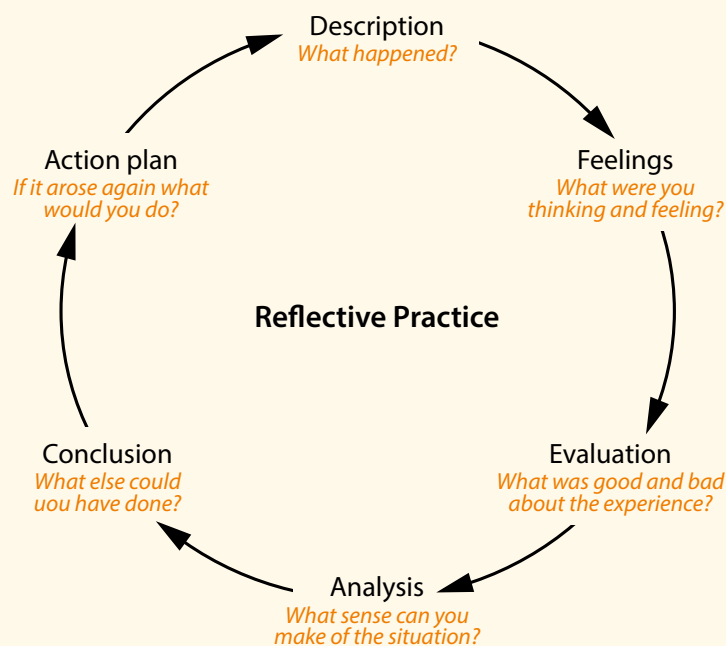 Description
What happened?
Feelings
What were you
thinking and feeling?
Evaluation
What was good and bad
about the experience?
Analysis
What sense can you
make of the situation?
Conclusion
What else could
uou have done?
Action plan
If it arose again what
would you do?
Reflective Practice